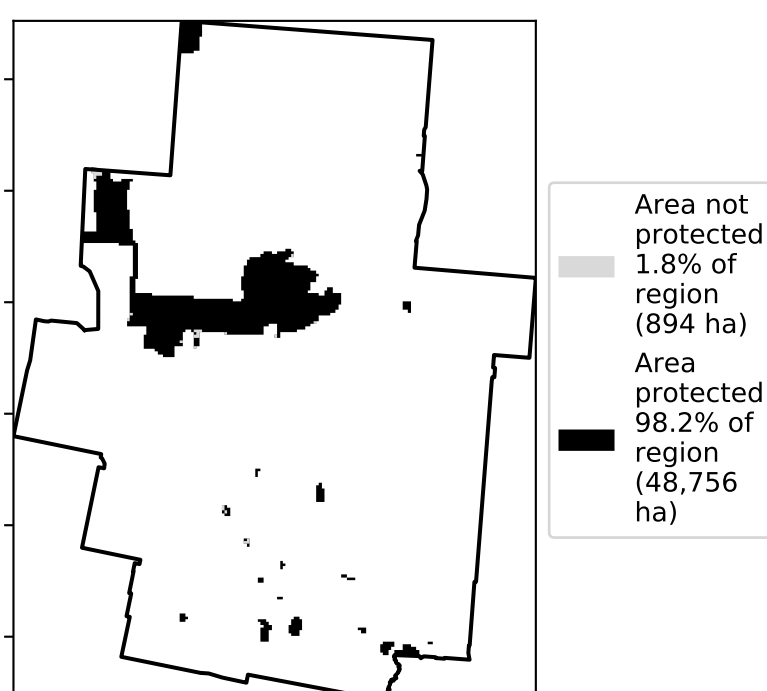 Area not
protected
1.8% of
region
(894 ha)
Area
protected
98.2% of
region
(48,756
ha)